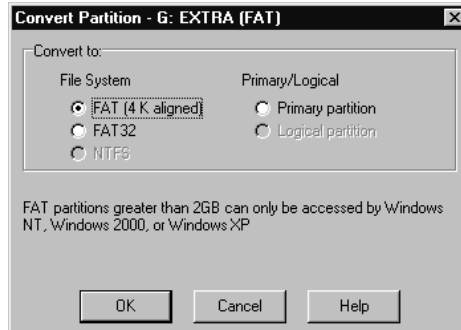 Convert Partition - G: EXTRA (FAT)
Convert to:
File System
Primary/Logical
FAT (4 K aligned)
Primary partition
FAT32
Logical partition
NTFS
FAT partitions greater than 2GB can only be accessed by Windows
NT, Windows 2000, or Windows XP
OK
Cancel
Help